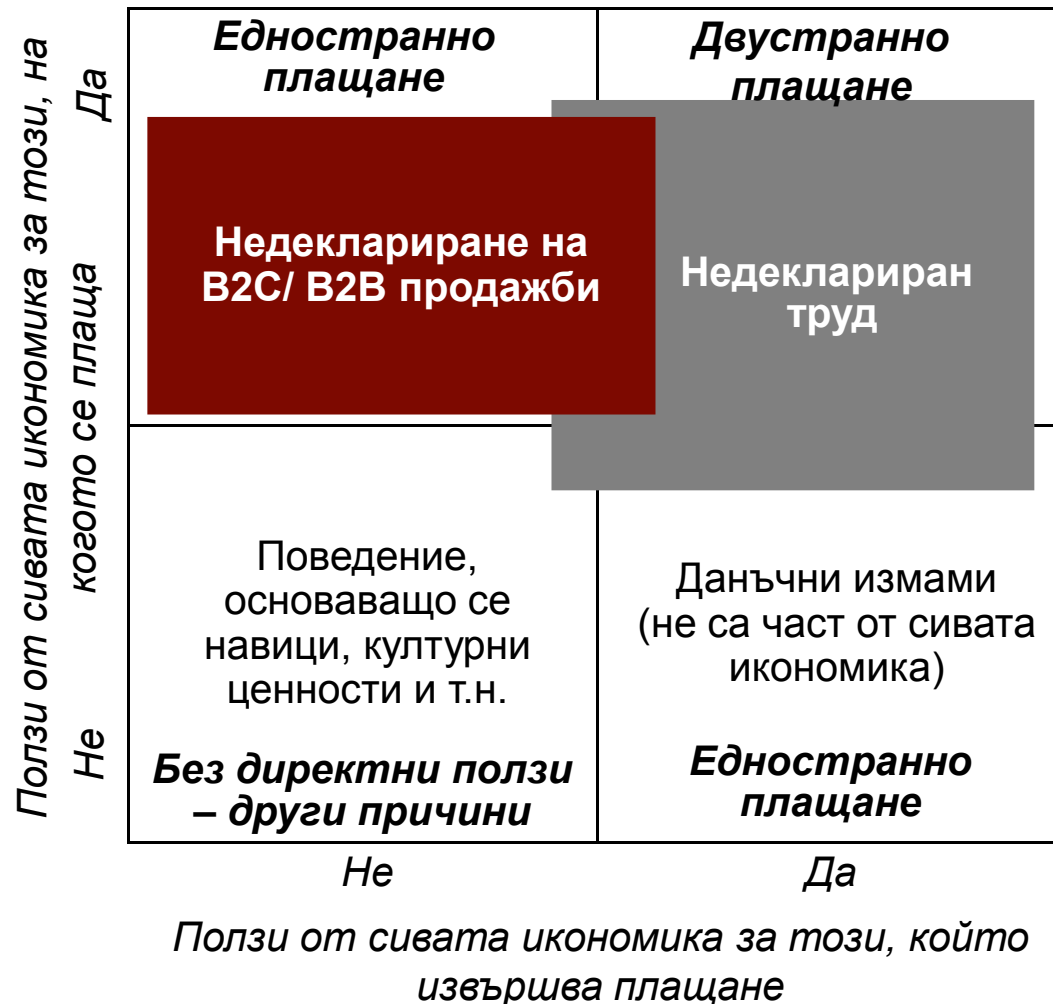 Ползи от сивата икономика за този, на
когото се плаща
Да
Не
Едностранно
плащане
Двустранно
плащане
Недеклариране на
B2C/ B2B продажби
Недеклариран
труд
Поведение,
основаващо се
навици, културни
ценности и т.н.
Без директни ползи
– други причини
Данъчни измами
(не са част от сивата
икономика)
Едностранно
плащане
Не
Да
Ползи от сивата икономика за този, който
извършва плащане